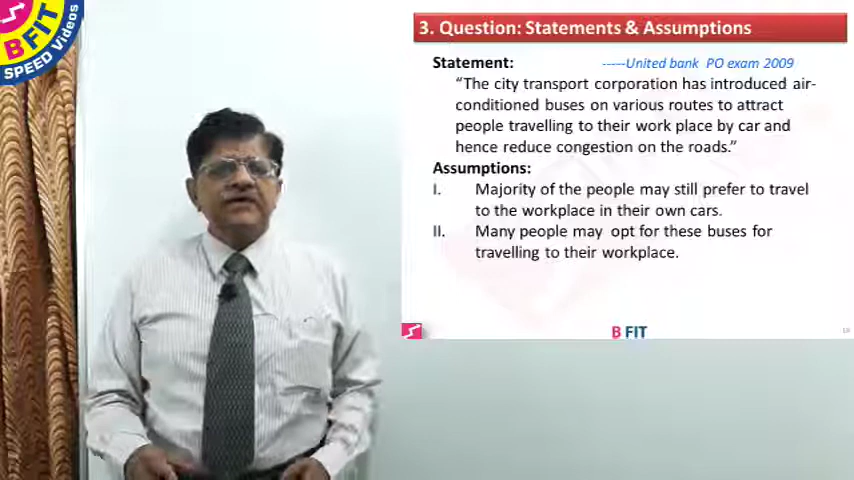 BFIT
SPEED Videos
3. Question: Statements & Assumptions
Statement: -----United bank PO exam 2009
“The city transport corporation has introduced air-
conditioned buses on various routes to attract
people travelling to their work place by car and
hence reduce congestion on the roads.”
Assumptions:
I. Majority of the people may still prefer to travel
to the workplace in their own cars.
II. Many people may opt for these buses for
travelling to their workplace.
B FIT